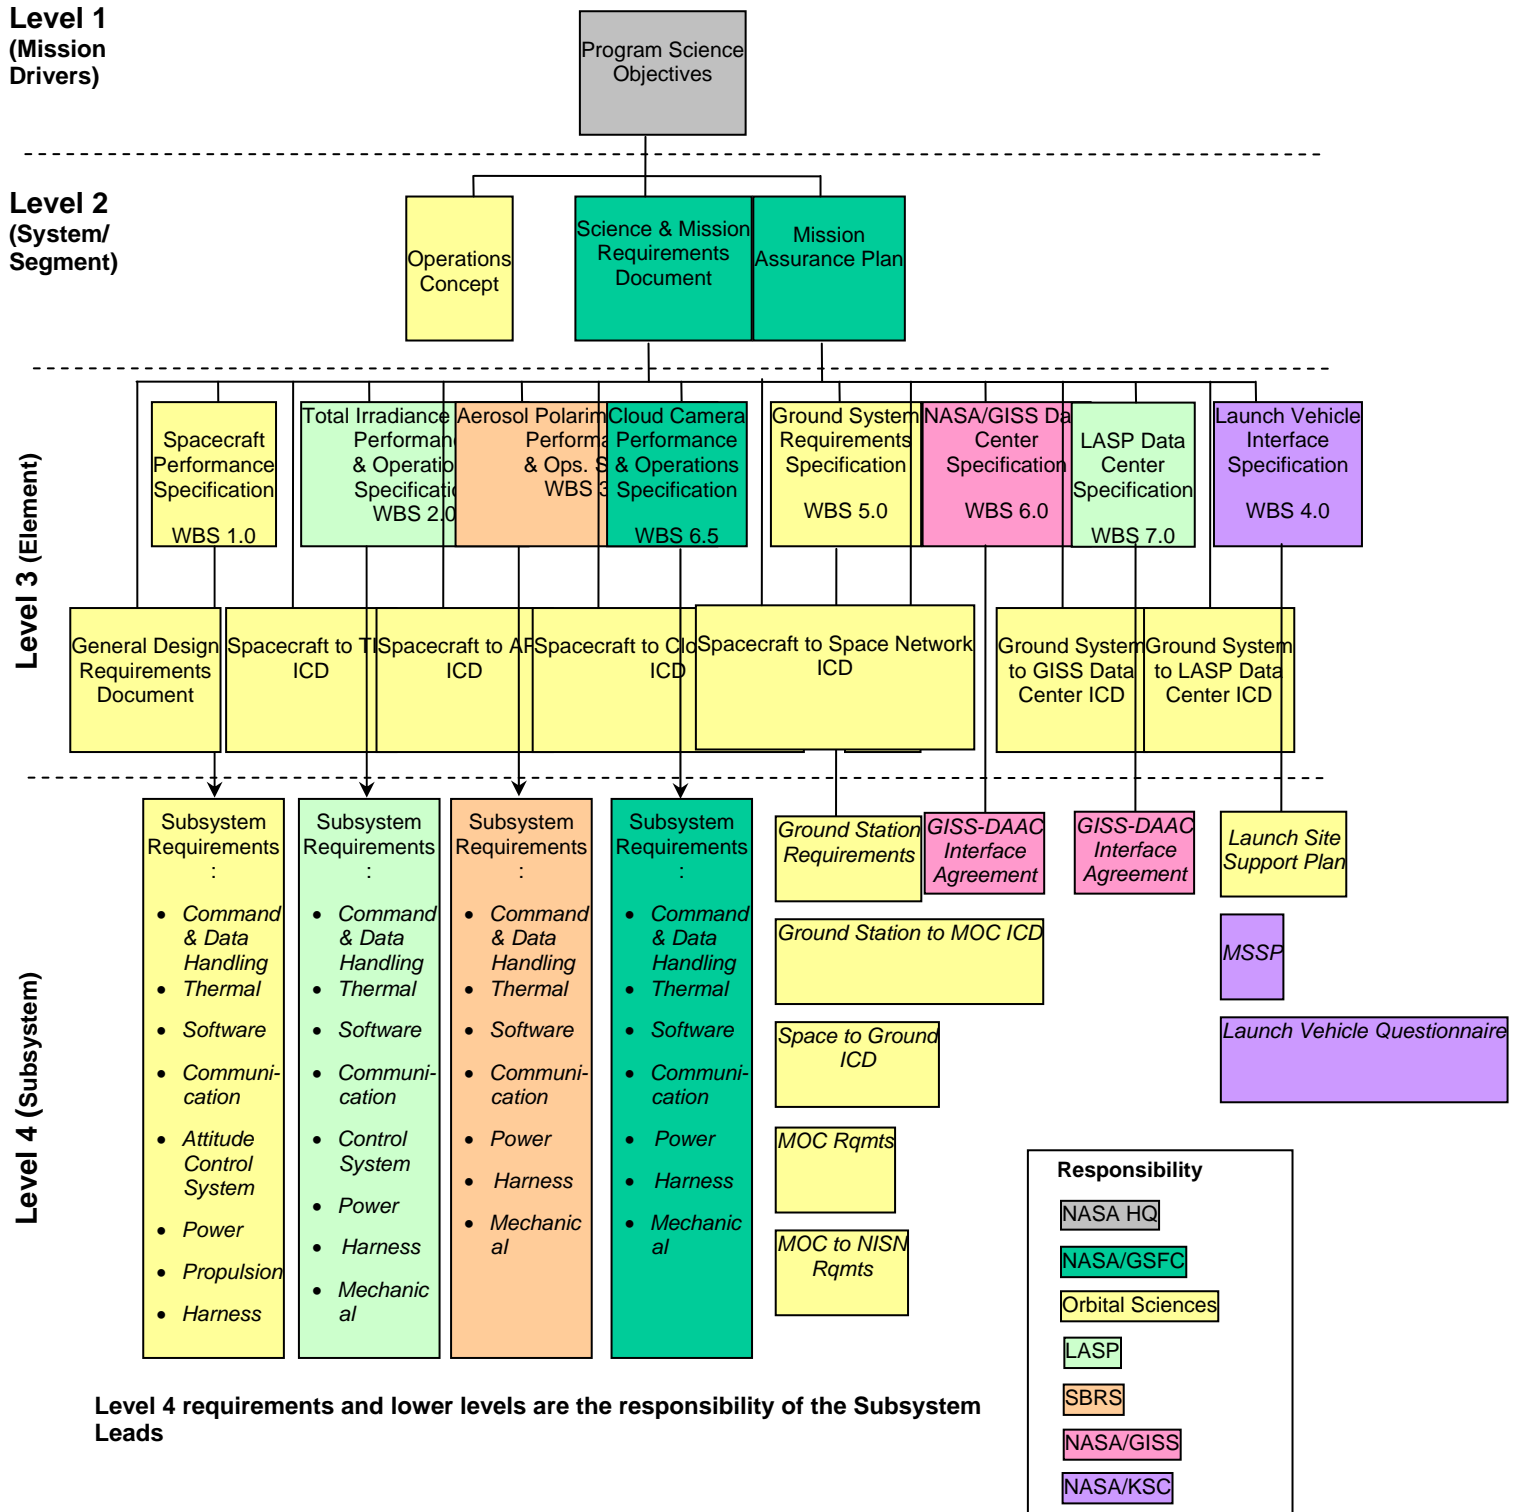 Level 1
(Mission
Drivers)
Program Science
Objectives
Level 2
(System/
Segment)
Operations
Concept
Science & Mission
Requirements
Document
Mission
Assurance Plan
Level 3 (Element)
Spacecraft
Performance
Specification
WBS 1.0
Total Irradiance
Performan
& Operatio
Specificati
WBS 2.0
Aerosol Polarim
Performa
& Ops. S
WBS 3
Cloud Camera
Performance
& Operations
Specification
WBS 6.5
Ground System
Requirements
Specification
WBS 5.0
NASA/GISS Da
Center
Specification
WBS 6.0
LASP Data
Center
Specification
WBS 7.0
Launch Vehicle
Interface
Specification
WBS 4.0
General Design
Requirements
Document
Spacecraft to TI
ICD
Spacecraft to AP
ICD
Spacecraft to Clo
ICD
Spacecraft to Space Network
ICD
Ground System
to GISS Data
Center ICD
Ground System
to LASP Data
Center ICD
Level 4 (Subsystem)
Subsystem
Requirements
:
• Command
& Data
Handling
• Thermal
• Software
• Communi-
cation
• Attitude
Control
System
• Power
• Propulsion
• Harness
Subsystem
Requirements
:
• Command
& Data
Handling
• Thermal
• Software
• Communi-
cation
• Control
System
• Power
• Harness
• Mechanic
al
Subsystem
Requirements
:
• Command
& Data
Handling
• Thermal
• Software
• Communi-
cation
• Power
• Harness
• Mechanic
al
Subsystem
Requirements
:
• Command
& Data
Handling
• Thermal
• Software
• Communi-
cation
• Power
• Harness
• Mechanic
al
Ground Station
Requirements
Ground Station to MOC ICD
Space to Ground
ICD
MOC Rqmts
MOC to NISN
Rqmts
GISS-DAAC
Interface
Agreement
GISS-DAAC
Interface
Agreement
Launch Site
Support Plan
MSSP
Launch Vehicle Questionnaire
Responsibility
NASA HQ
NASA/GSFC
Orbital Sciences
LASP
SBRS
NASA/GISS
NASA/KSC
Level 4 requirements and lower levels are the responsibility of the Subsystem
Leads